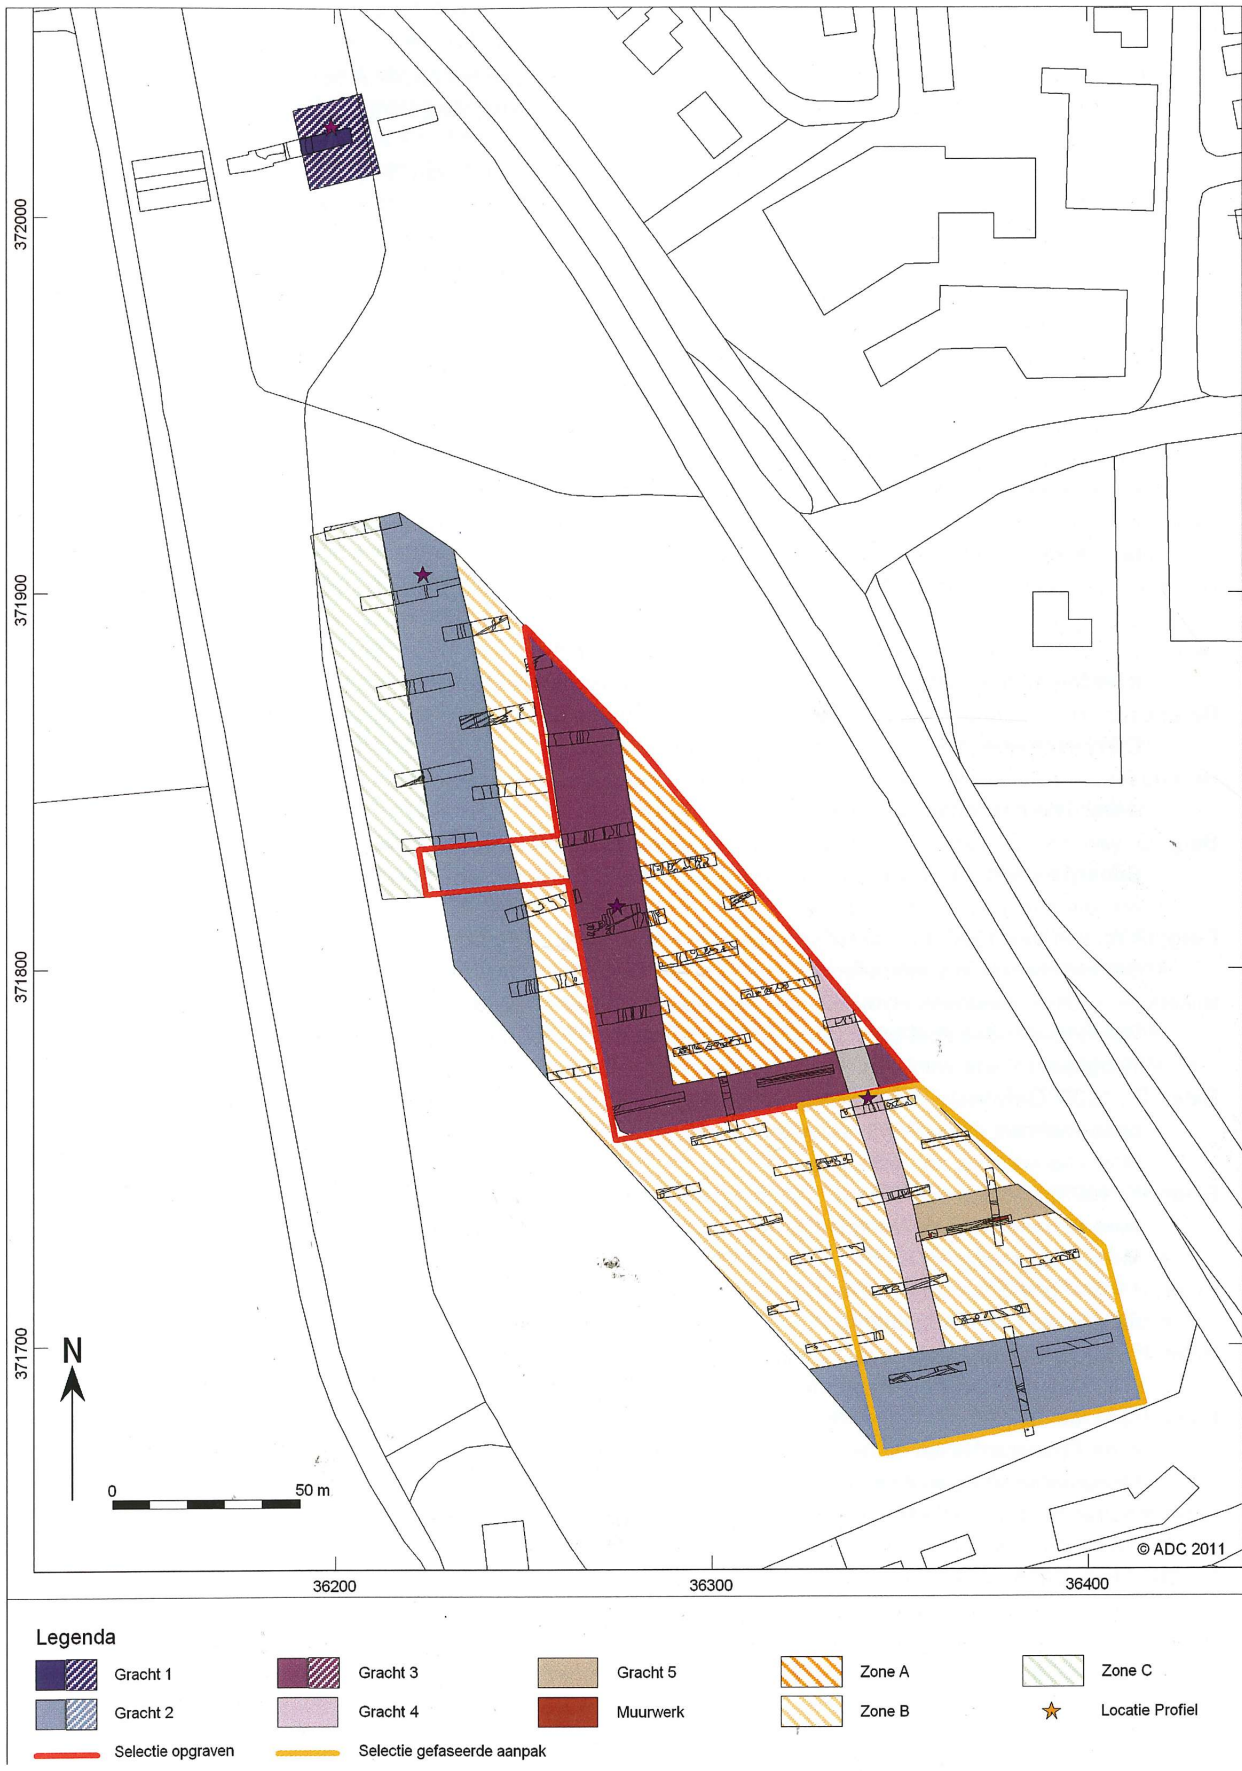 372000
371900
371800
371700
N
0 50 m
© ADC 2011
36200 36300 36400
Legenda
Gracht 1 Gracht 3 Gracht 5 Zone A Zone C
Gracht 2 Gracht 4 Muurwerk Zone B Locatie Profiel
Selectie opgraven Selectie gefaseerde aanpak